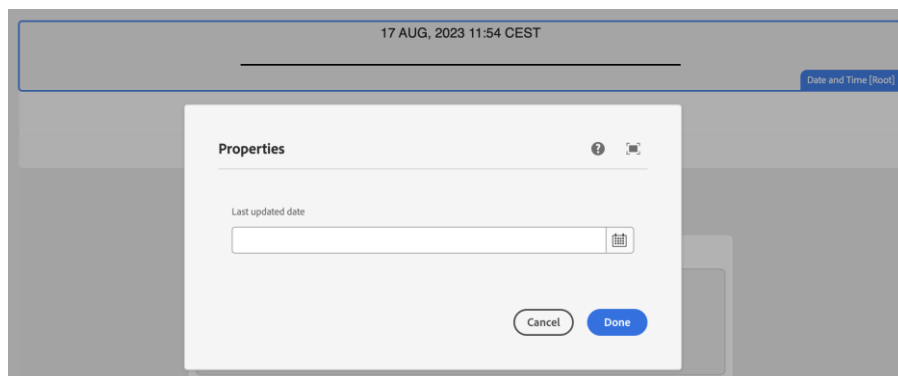 17 AUG, 2023 11:54 CEST
Date and Time [Root]
Properties
Last updated date
Cancel Done